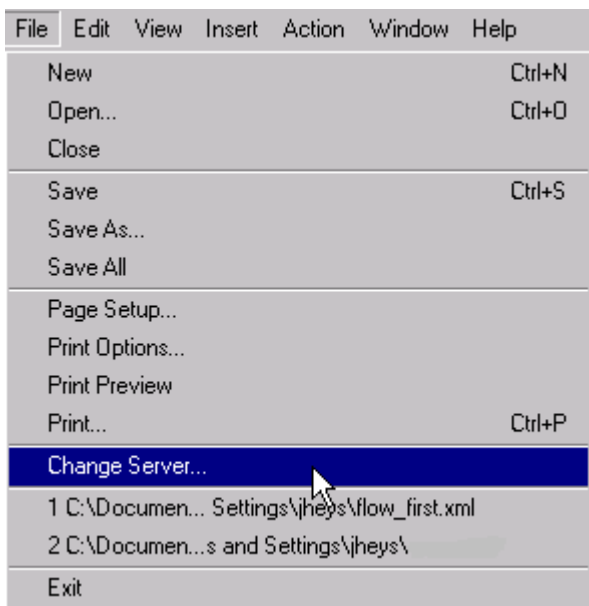 File Edit View Insert Action Window Help
New Ctrl+N
Open... Ctrl+O
Close
Save Ctrl+S
Save As...
Save All
Page Setup...
Print Options...
Print Preview
Print... Ctrl+P
Change Server...
1 C:\Documen... Settings\jheys\flow_first.xml
2 C:\Documen...s and Settings\jheys\
Exit